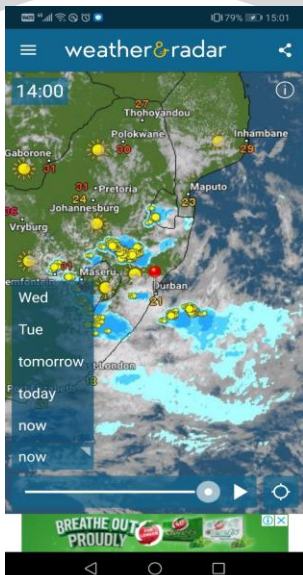 79% 15:01
weather&radar
14:00
27
Thohoyandou
Polokwane
30
Inhambane
29
Gaborone
31
31 Pretoria
24
Johannesburg
Maputo
23
Vryburg
Maseru
Durban
21
Wed
Tue
tomorrow
today
now
now
BREATHE OUT
PROUDLY